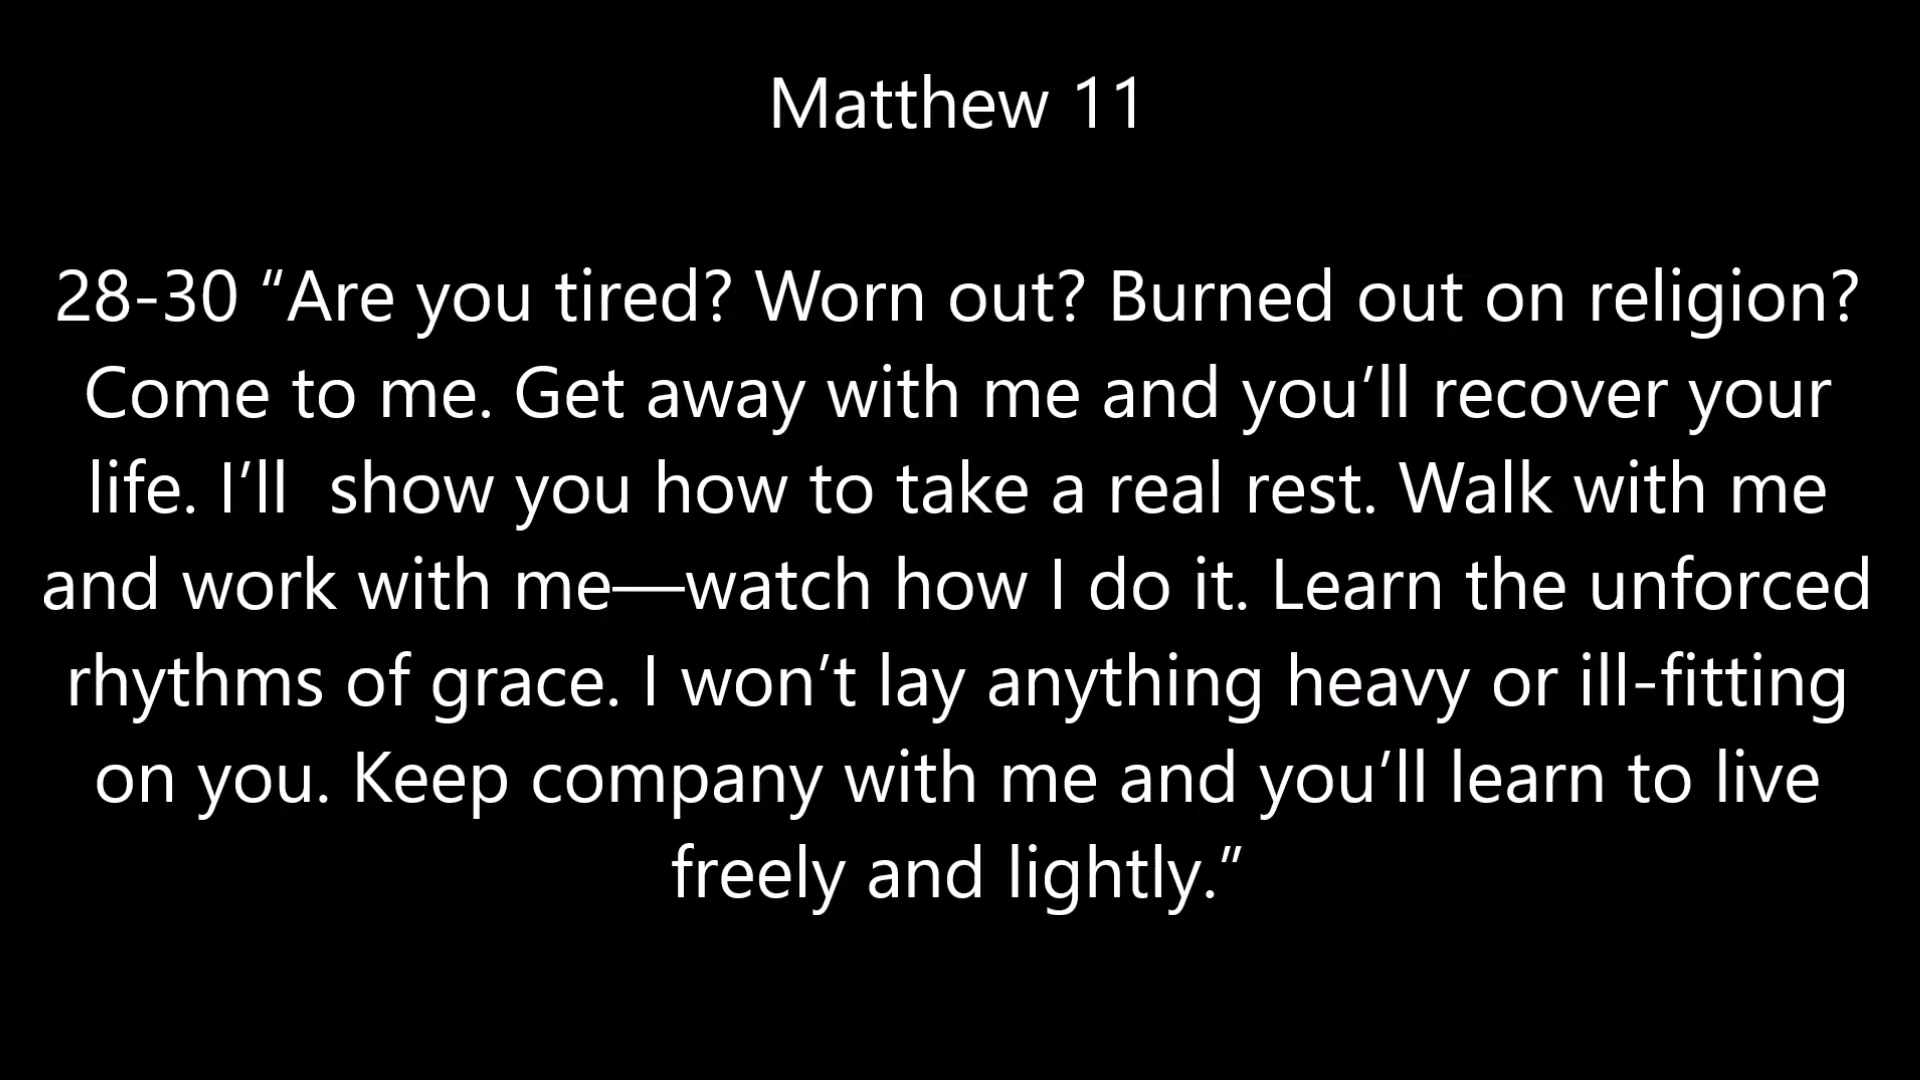 Matthew 11
28-30 “Are you tired? Worn out? Burned out on religion?
Come to me. Get away with me and you’ll recover your
life. I’ll  show you how to take a real rest. Walk with me
and work with me—watch how I do it. Learn the unforced
rhythms of grace. I won’t lay anything heavy or ill-fitting
on you. Keep company with me and you’ll learn to live
freely and lightly.”